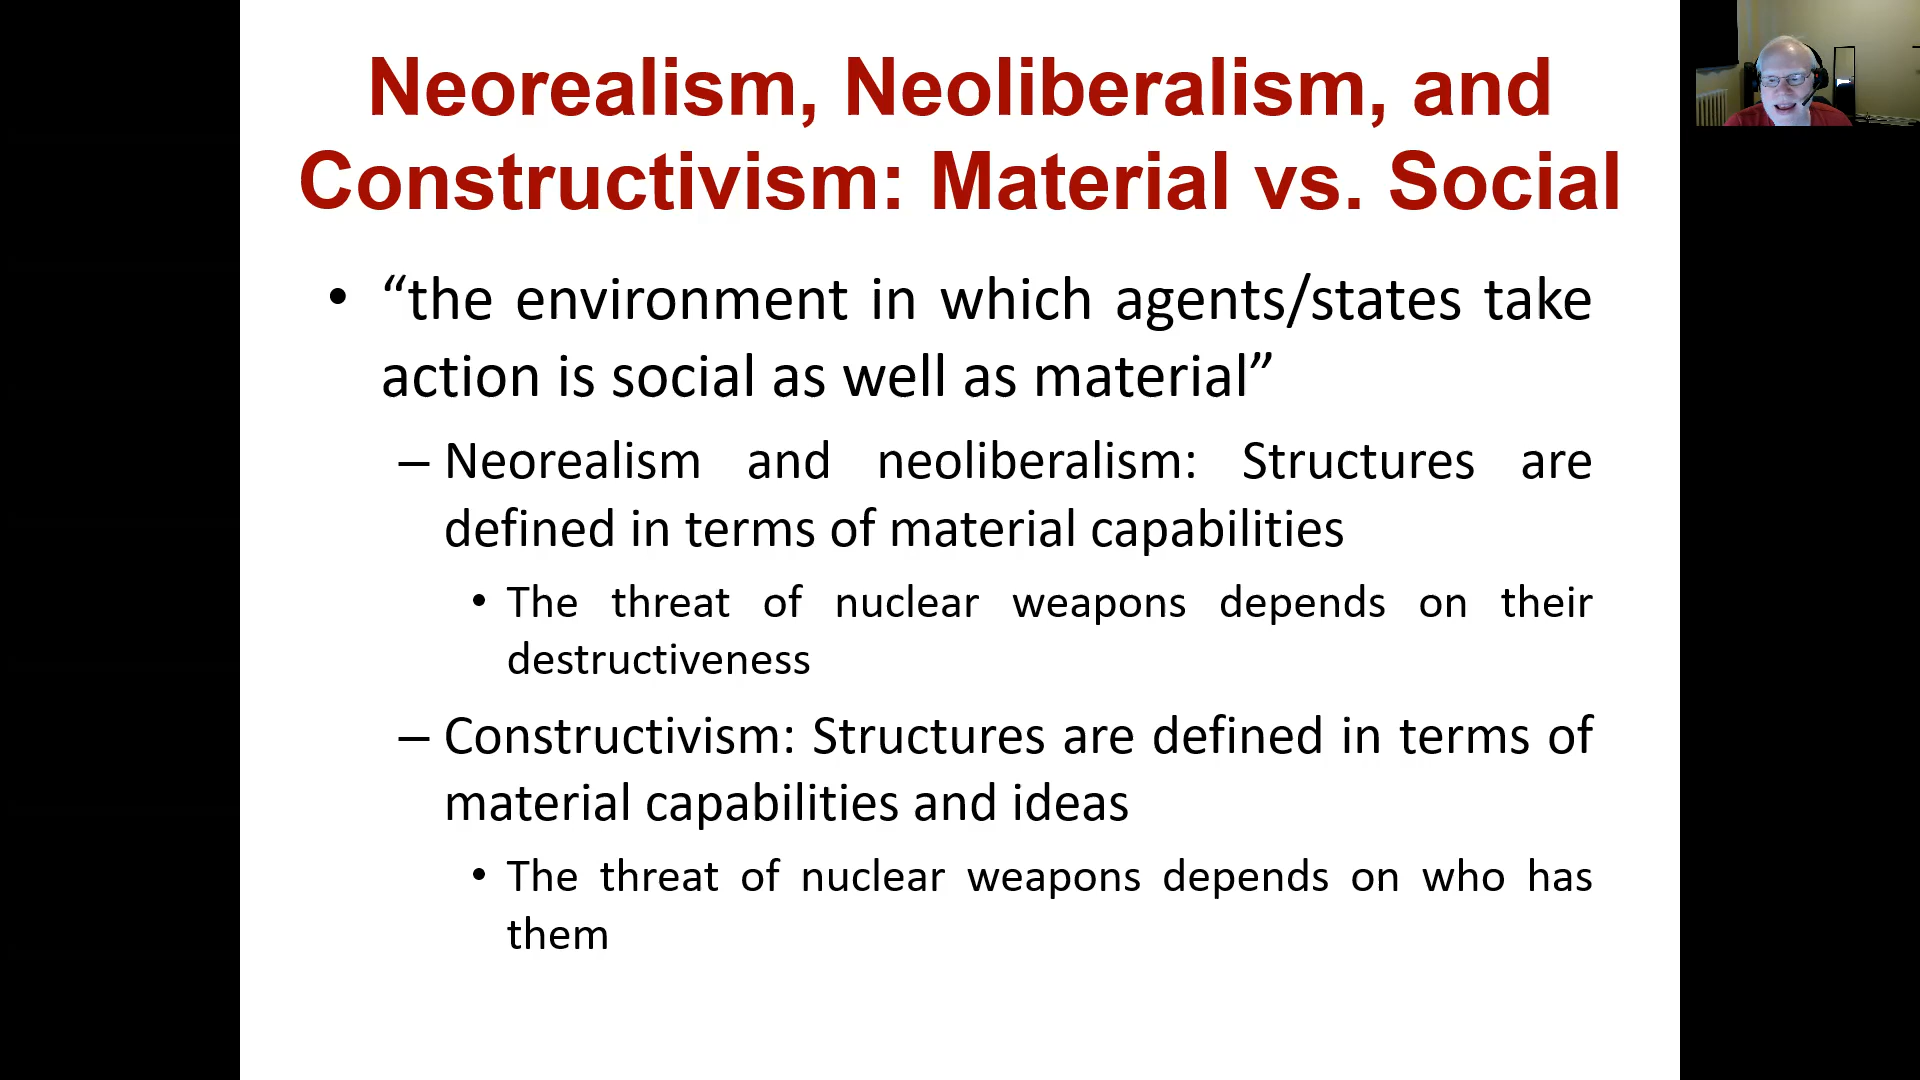 Neorealism, Neoliberalism, and
Constructivism: Material vs. Social
• “the environment in which agents/states take
action is social as well as material”
– Neorealism and neoliberalism: Structures are
defined in terms of material capabilities
• The threat of nuclear weapons depends on their
destructiveness
– Constructivism: Structures are defined in terms of
material capabilities and ideas
• The threat of nuclear weapons depends on who has
them